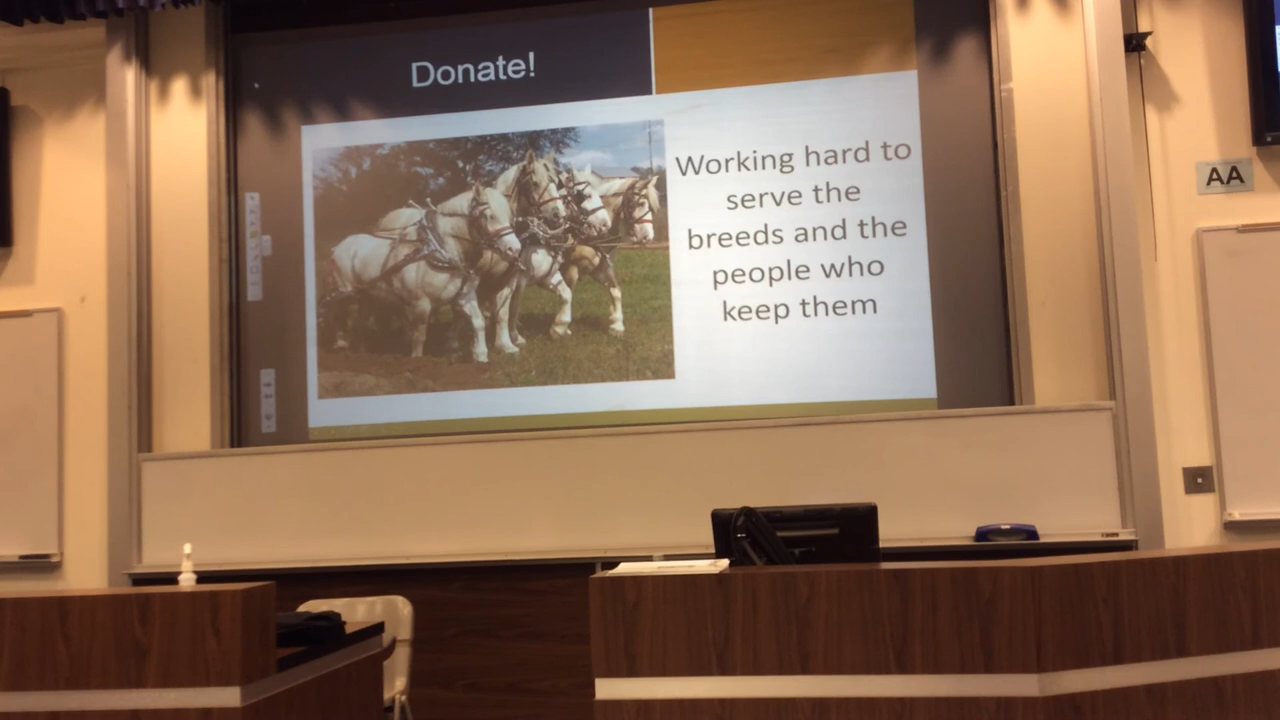 Donate!
Working hard to
serve the
breeds and the
people who
keep them
AA